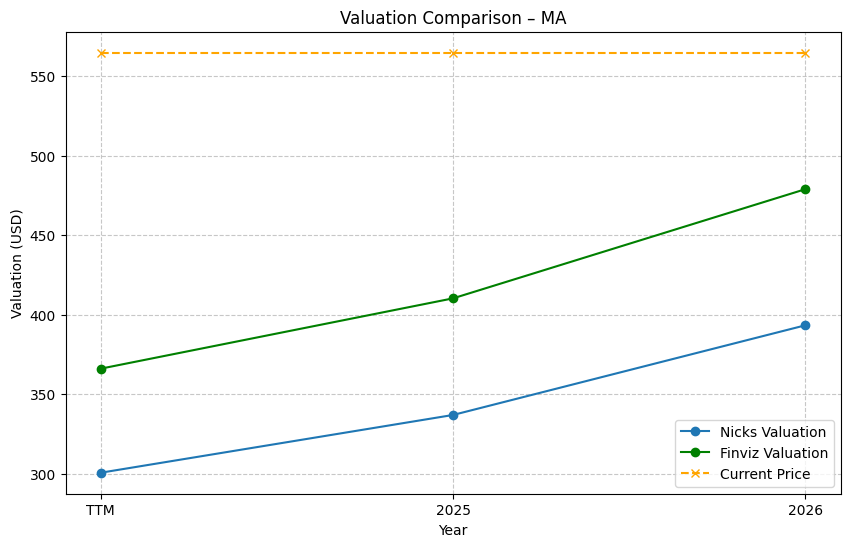 Valuation Comparison – MA
Valuation (USD)
550
500
450
400
350
300
TTM
2025
2026
Year
Nicks Valuation
Finviz Valuation
Current Price